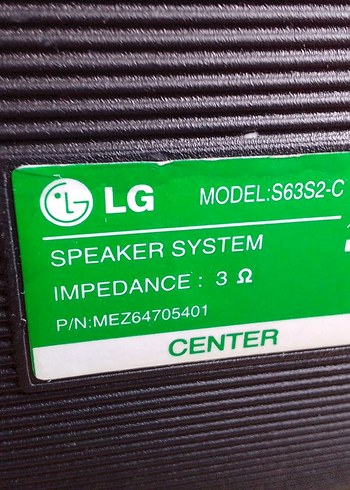 LG MODEL:S63S2-C
SPEAKER SYSTEM
IMPEDANCE : 3 Ω
P/N:MEZ64705401
CENTER